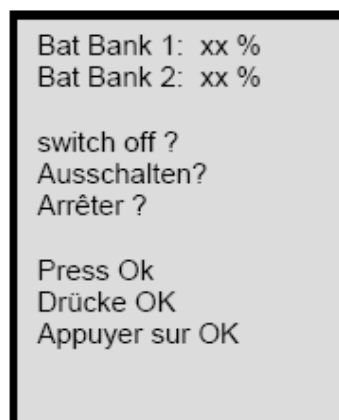 Bat Bank 1: xx %
Bat Bank 2: xx %
switch off ?
Ausschalten?
Arrêter ?
Press Ok
Drücke OK
Appuyer sur OK